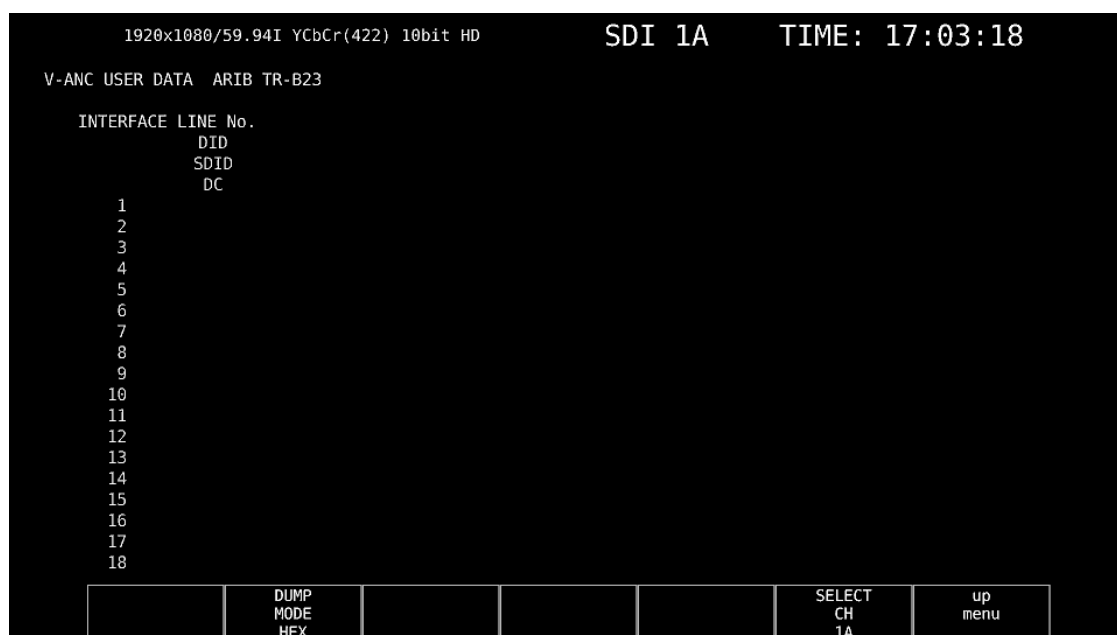 1920x1080/59.94I YCbCr(422) 10bit HD SDI 1A TIME: 17:03:18
V-ANC USER DATA ARIB TR-B23
INTERFACE LINE No.
DID
SDID
DC
1
2
3
4
5
6
7
8
9
10
11
12
13
14
15
16
17
18
DUMP MODE HEX
SELECT CH 1A
up menu